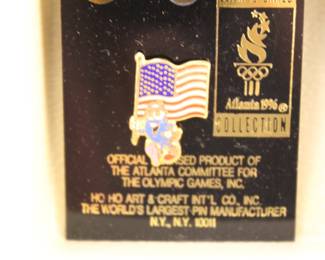 Atlanta 1996 ®
COLLECTION
OFFICIAL PRODUCT OF
THE ATLANTA COMMITTEE FOR
THE OLYMPIC GAMES, INC.
HO HO ART & CRAFT INT'L CO., INC.
THE WORLD'S LARGEST PIN MANUFACTURER
N.Y., N.Y. 10011